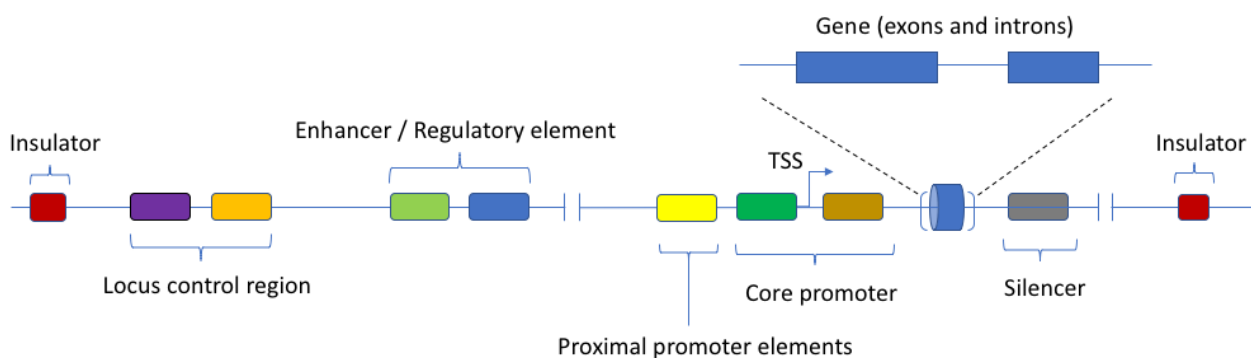 Gene (exons and introns)
Insulator
Enhancer / Regulatory element
TSS
Insulator
Locus control region
Core promoter
Silencer
Proximal promoter elements